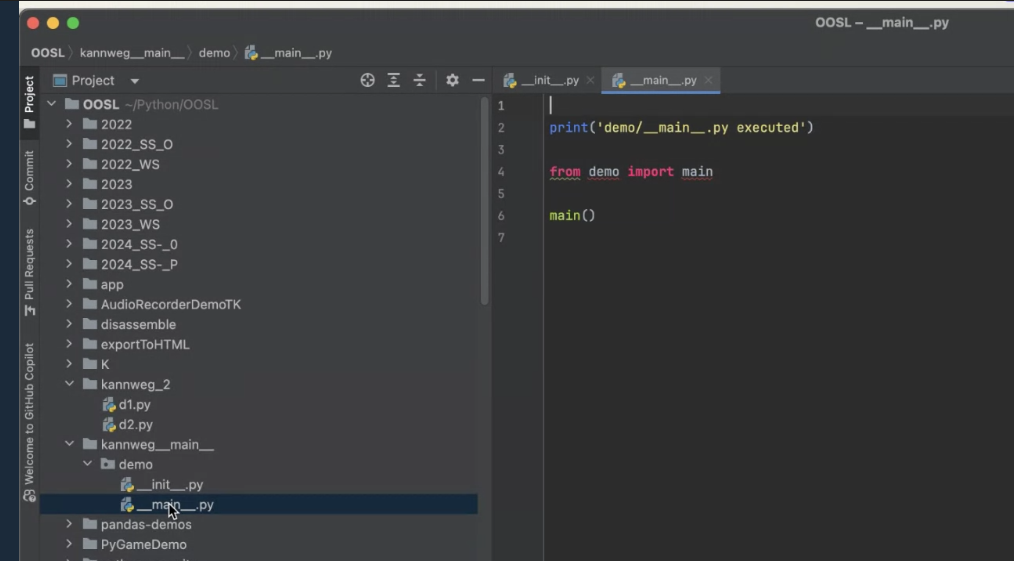 OOSL – __main__.py
OOSL kannweg__main__ demo __main__.py
Project
__init__.py __main__.py
Project
Commit
Pull Requests
Welcome to GitHub Copilot
OOSL ~/Python/OOSL
2022
2022_SS_O
2022_WS
2023
2023_SS_O
2023_WS
2024_SS-_0
2024_SS-_P
app
AudioRecorderDemoTK
disassemble
exportToHTML
K
kannweg_2
d1.py
d2.py
kannweg__main__
demo
__init__.py
__main__.py
pandas-demos
PyGameDemo
1
2 print('demo/__main__.py executed')
3
4 from demo import main
5
6 main()
7